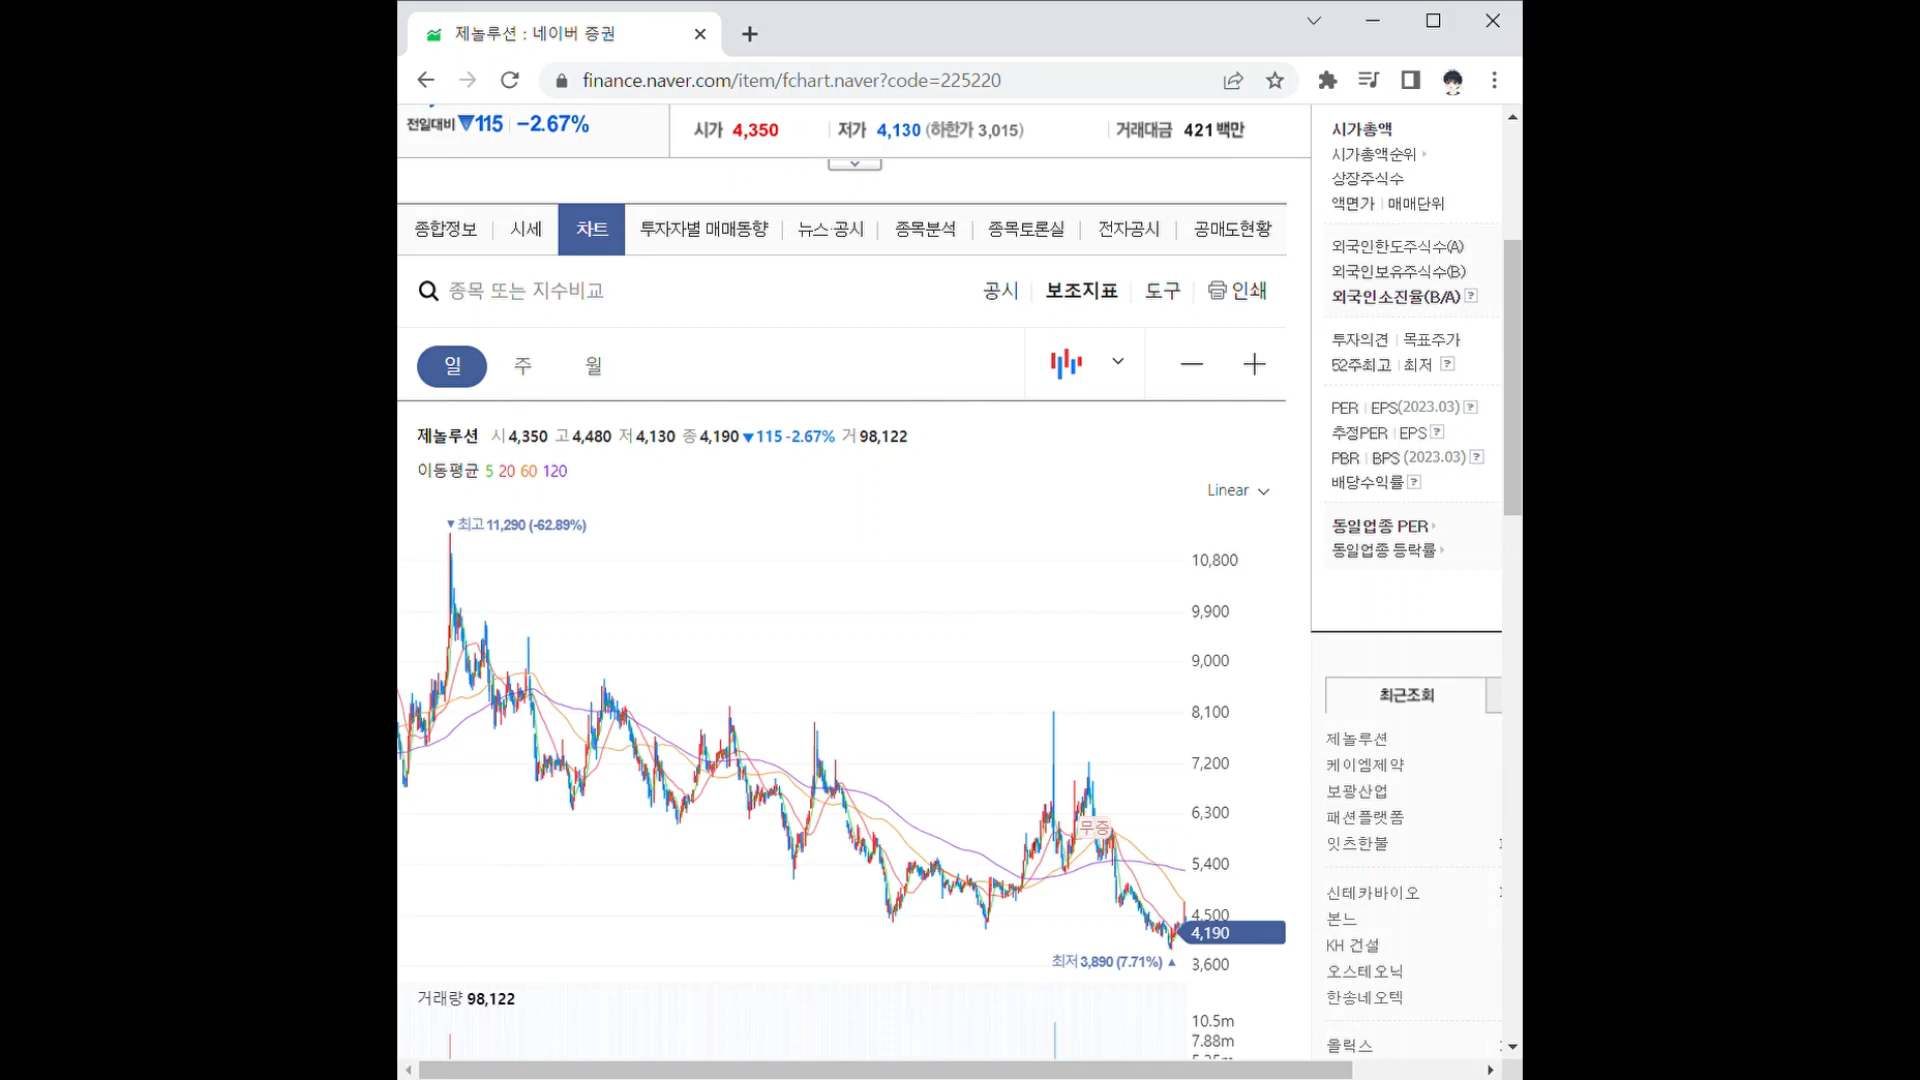 제놀루션 : 네이버 증권
finance.naver.com/item/fchart.naver?code=225220
전일대비 ▼115 −2.67%
시가 4,350 저가 4,130 (하한가 3,015) 거래대금 421 백만
종합정보 시세 차트 투자자별 매매동향 뉴스·공시 종목분석 종목토론실 전자공시 공매도현황
종목 또는 지수비교 공시 보조지표 도구 인쇄
일 주 월
제놀루션 시 4,350 고 4,480 저 4,130 종 4,190 ▼115 -2.67% 거 98,122
이동평균 5 20 60 120
Linear
▼최고 11,290 (-62.89%)
10,800
9,900
9,000
8,100
7,200
6,300
무증
5,400
4,500
4,190
최저 3,890 (7.71%) ▲
3,600
거래량 98,122
10.5m
7.88m
시가총액
시가총액순위
상장주식수
액면가 매매단위
외국인한도주식수(A)
외국인보유주식수(B)
외국인소진율(B/A) ?
투자의견 목표주가
52주최고 최저 ?
PER EPS(2023.03) ?
추정PER EPS ?
PBR BPS (2023.03) ?
배당수익률 ?
동일업종 PER
동일업종 등락률
최근조회
제놀루션
케이엠제약
보광산업
패션플랫폼
잇츠한불
신테카바이오
본느
KH 건설
오스테오닉
한송네오텍
올릭스